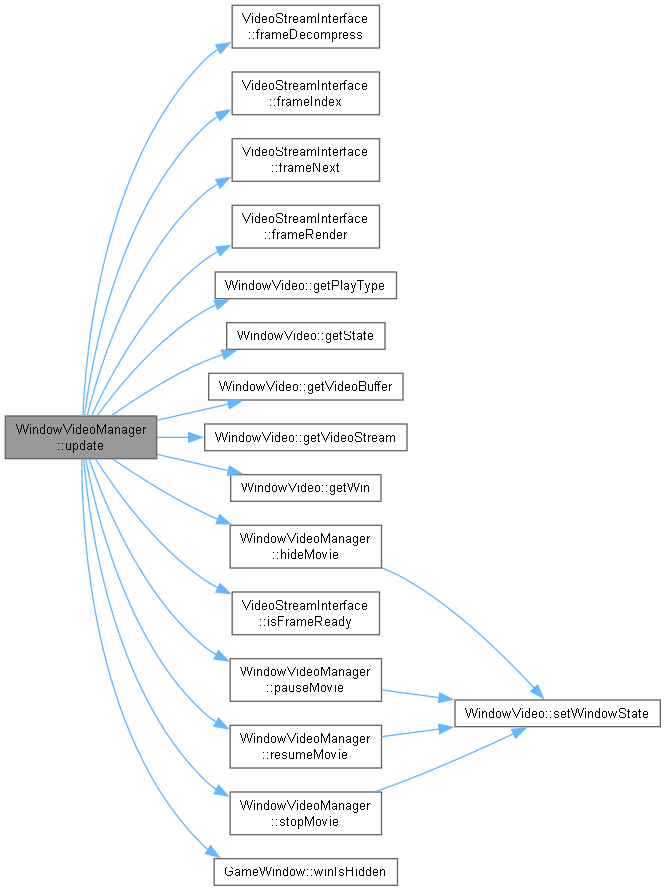 VideoStreamInterface
::frameDecompress
VideoStreamInterface
::frameIndex
VideoStreamInterface
::frameNext
VideoStreamInterface
::frameRender
WindowVideo::getPlayType
WindowVideo::getState
WindowVideo::getVideoBuffer
WindowVideoManager
::update
WindowVideo::getVideoStream
WindowVideo::getWin
WindowVideoManager
::hideMovie
VideoStreamInterface
::isFrameReady
WindowVideoManager
::pauseMovie
WindowVideo::setWindowState
WindowVideoManager
::resumeMovie
WindowVideoManager
::stopMovie
GameWindow::winIsHidden